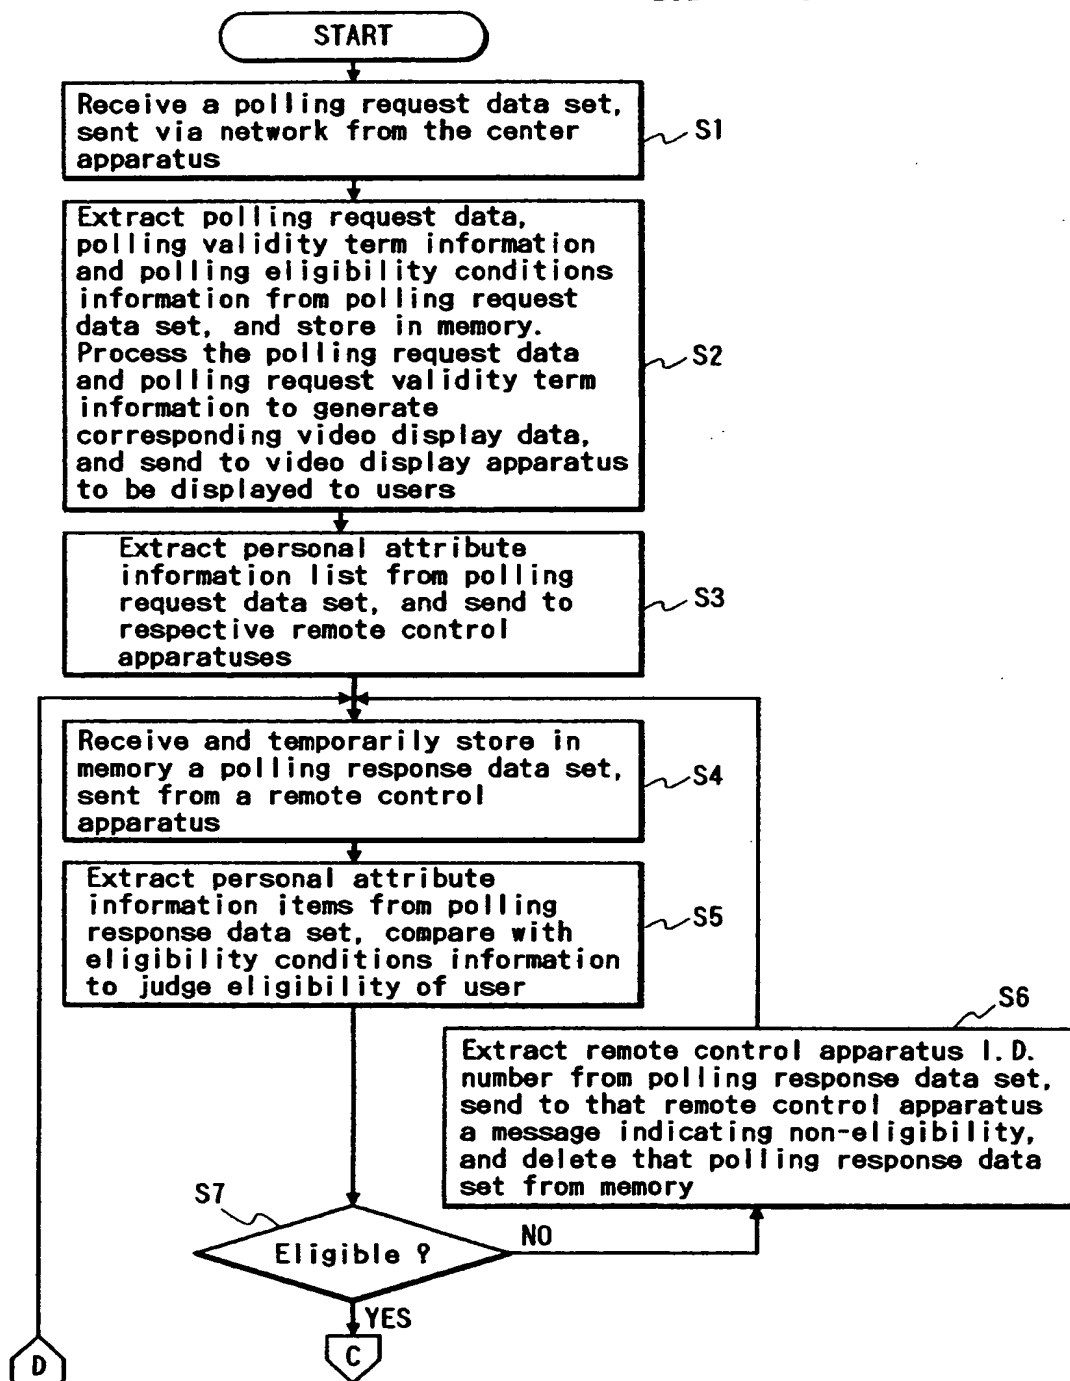 START
Receive a polling request data set,
sent via network from the center
apparatus
S1
Extract polling request data,
polling validity term information
and polling eligibility conditions
information from polling request
data set, and store in memory.
Process the polling request data
and polling request validity term
information to generate
corresponding video display data,
and send to video display apparatus
to be displayed to users
S2
Extract personal attribute
information list from polling
request data set, and send to
respective remote control
apparatuses
S3
Receive and temporarily store in
memory a polling response data set,
sent from a remote control
apparatus
S4
Extract personal attribute
information items from polling
response data set, compare with
eligibility conditions information
to judge eligibility of user
S5
S6
Extract remote control apparatus I.D.
number from polling response data set,
send to that remote control apparatus
a message indicating non-eligibility,
and delete that polling response data
set from memory
S7
Eligible ?
NO
YES
C
D